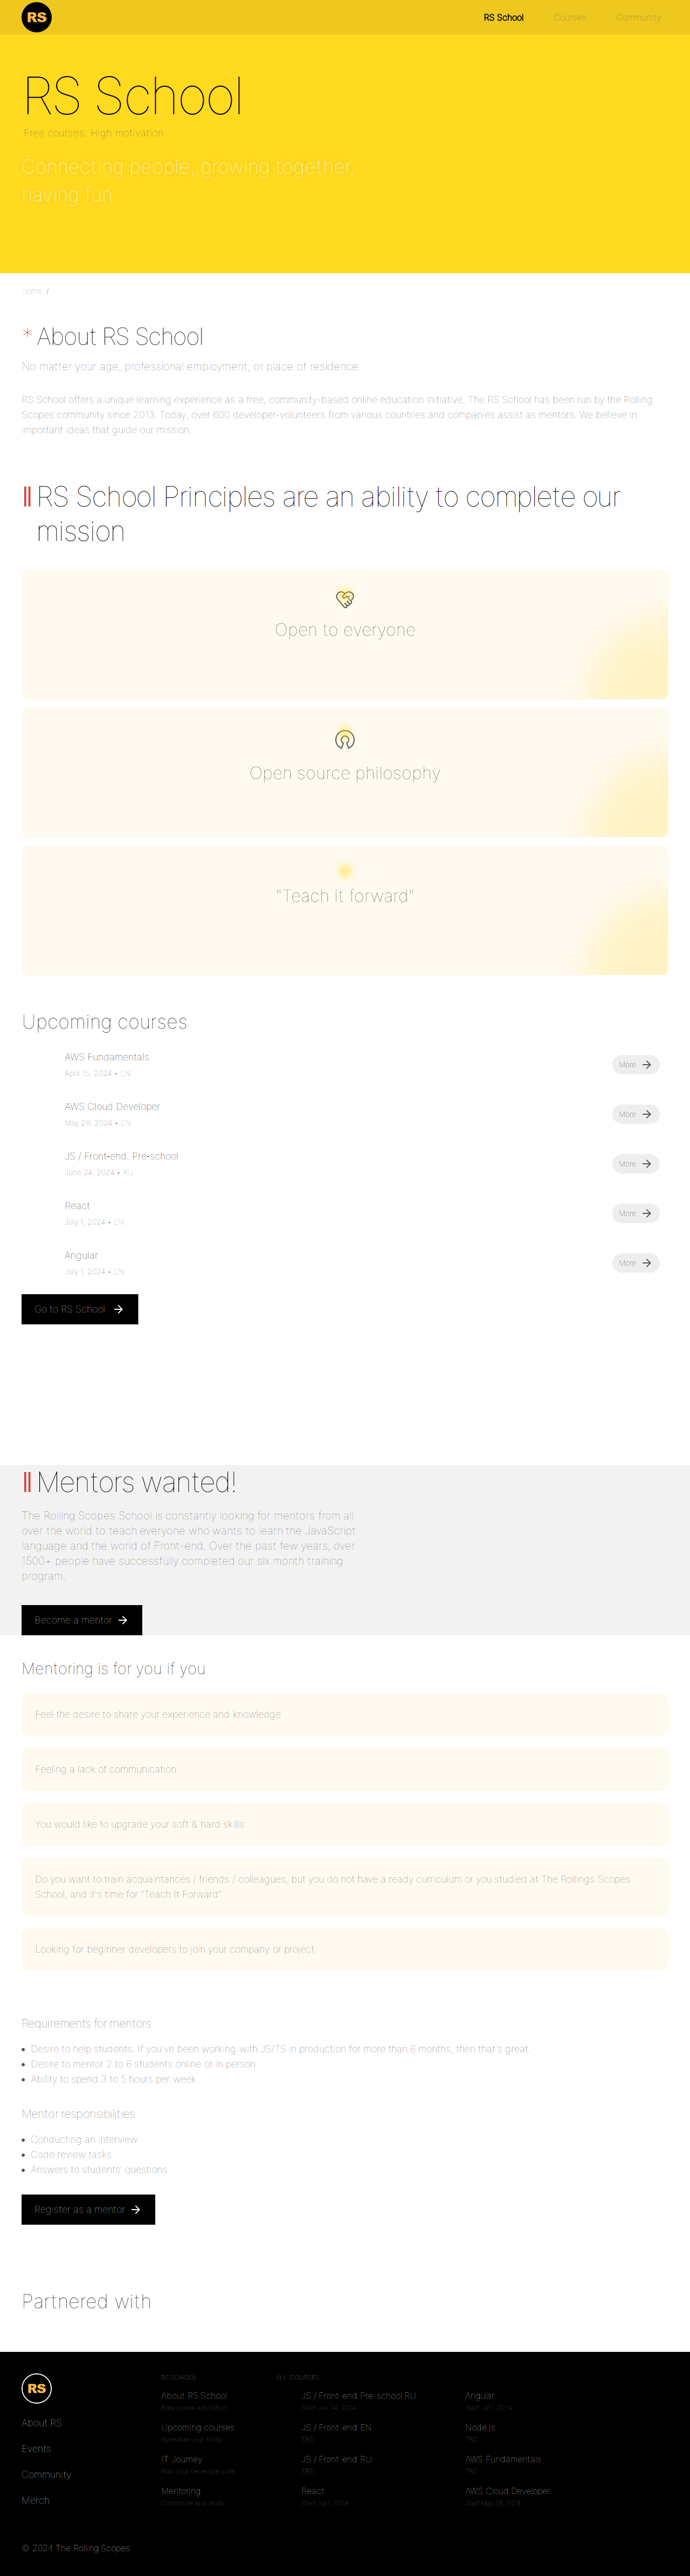 RS
RS School
Courses
Community
RS School
Free courses. High motivation
Connecting people, growing together,
having fun
Home /
* About RS School
No matter your age, professional employment, or place of residence.
RS School offers a unique learning experience as a free, community-based online education initiative. The RS School has been run by the Rolling
Scopes community since 2013. Today, over 600 developer-volunteers from various countries and companies assist as mentors. We believe in
important ideas that guide our mission.
RS School Principles are an ability to complete our
mission
Open to everyone
Open source philosophy
"Teach it forward"
Upcoming courses
AWS Fundamentals
April 15, 2024 • EN
More
AWS Cloud Developer
May 28, 2024 • EN
More
JS / Front-end. Pre-school
June 24, 2024 • RU
More
React
July 1, 2024 • EN
More
Angular
July 1, 2024 • EN
More
Go to RS School
Mentors wanted!
The Rolling Scopes School is constantly looking for mentors from all
over the world to teach everyone who wants to learn the JavaScript
language and the world of Front-end. Over the past few years, over
1500+ people have successfully completed our six month training
program.
Become a mentor
Mentoring is for you if you
Feel the desire to share your experience and knowledge
Feeling a lack of communication
You would like to upgrade your soft & hard skills
Do you want to train acquaintances / friends / colleagues, but you do not have a ready curriculum or you studied at The Rollings Scopes
School, and it's time for "Teach It Forward"
Looking for beginner developers to join your company or project
Requirements for mentors
• Desire to help students. If you've been working with JS/TS in production for more than 6 months, then that's great.
• Desire to mentor 2 to 6 students online or in person
• Ability to spend 3 to 5 hours per week
Mentor responsibilities
• Conducting an interview
• Code review tasks
• Answers to students' questions
Register as a mentor
Partnered with
RS
About RS
Events
Community
Merch
RS SCHOOL
About RS School
Free online education
Upcoming courses
Schedule your study
IT Journey
Plan your developer path
Mentoring
Contribute and study
ALL COURSES
JS / Front-end Pre-school RU
Start Jun 24, 2024
JS / Front-end EN
TBD
JS / Front-end RU
TBD
React
Start Jul 1, 2024
Angular
Start Jul 1, 2024
Node.js
TBD
AWS Fundamentals
TBD
AWS Cloud Developer
Start May 28, 2024
© 2024 The Rolling Scopes